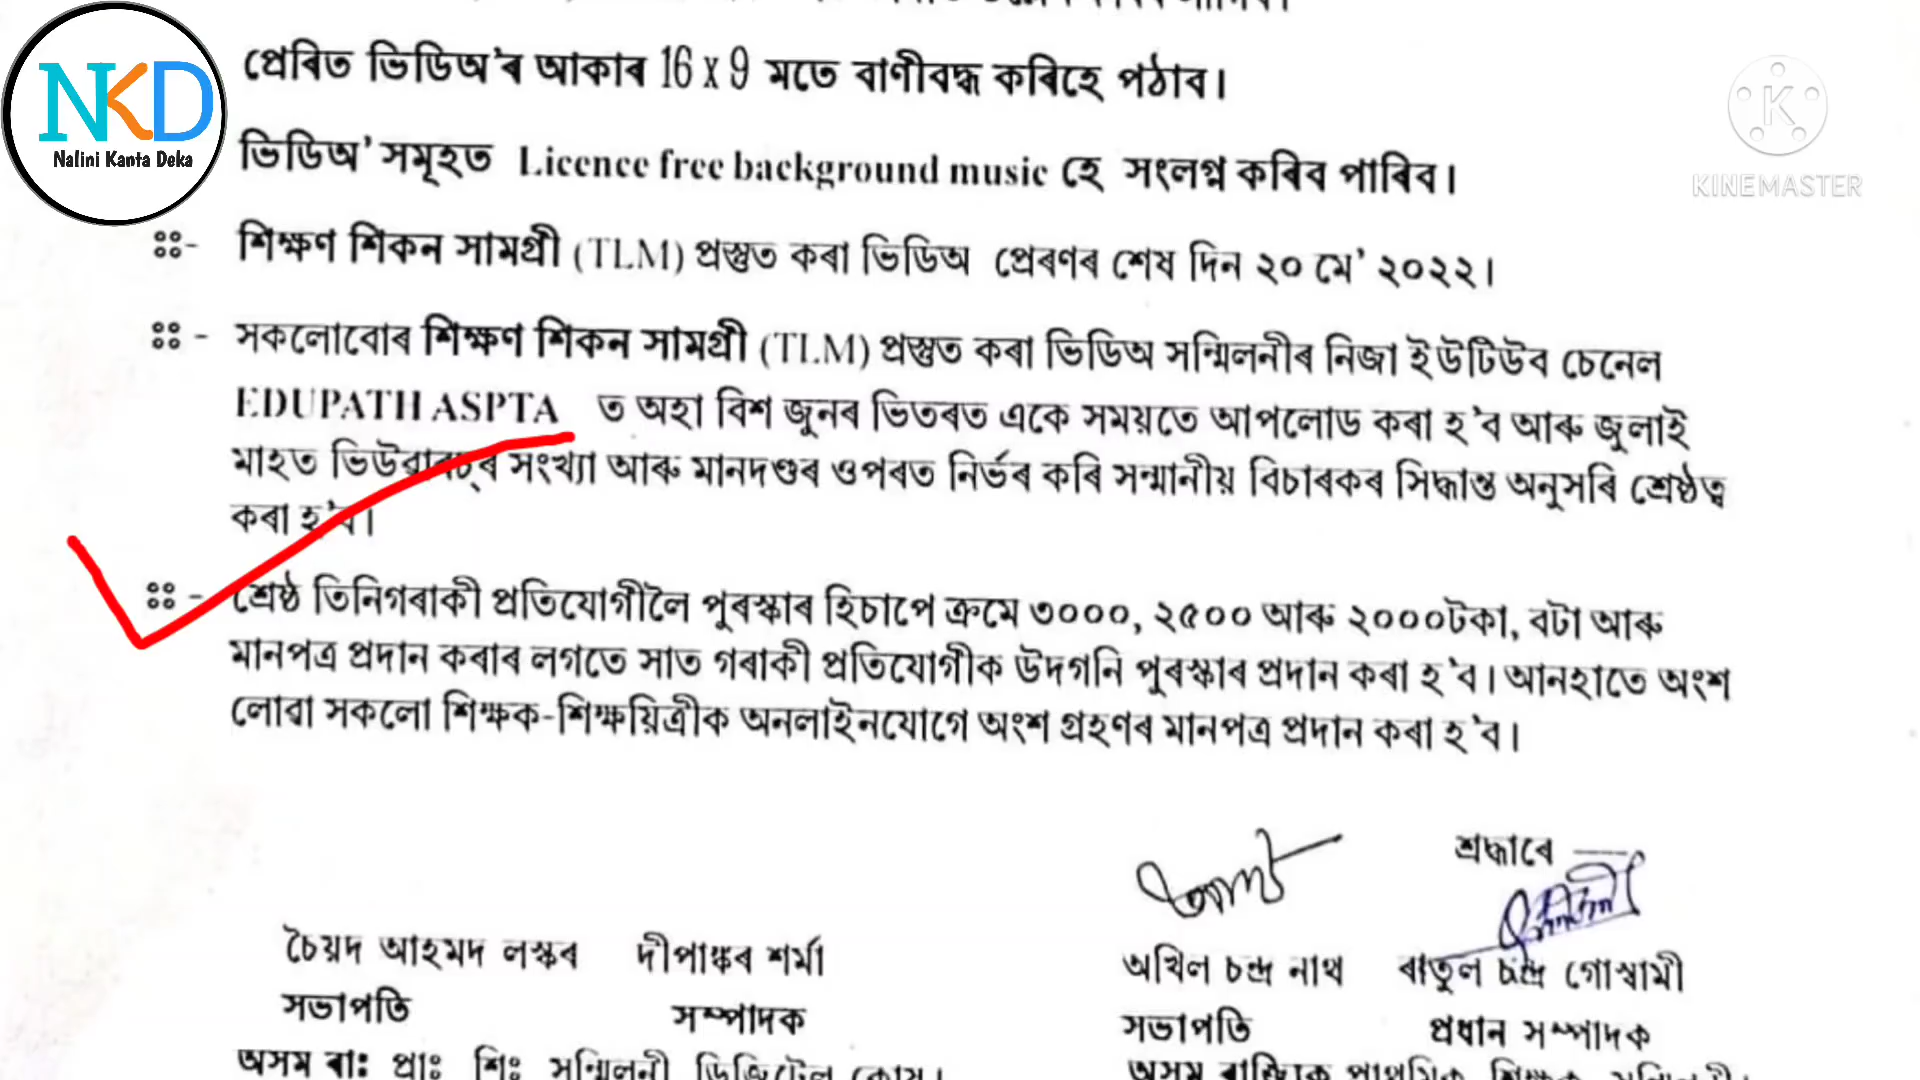 প্ৰেৰিত ভিডিঅ'ৰ আকাৰ 16 x 9 মতে বাণীবদ্ধ কৰিহে পঠাব।
NKD
Nalini Kanta Deka
KINEMASTER
ভিডিঅ' সমূহত Licence free background music হে সংলগ্ন কৰিব পাৰিব।
::- শিক্ষণ শিকন সামগ্ৰী (TLM) প্ৰস্তুত কৰা ভিডিঅ প্ৰেৰণৰ শেষ দিন ২০ মে' ২০২২।
::- সকলোবোৰ শিক্ষণ শিকন সামগ্ৰী (TLM) প্ৰস্তুত কৰা ভিডিঅ সন্মিলনীৰ নিজা ইউটিউব চেনেল
EDUPATH ASPTA ত অহা বিশ জুনৰ ভিতৰত একে সময়তে আপলোড কৰা হ'ব আৰু জুলাই
মাহত ভিউৱাৰচ্ৰ সংখ্যা আৰু মানদণ্ডৰ ওপৰত নিৰ্ভৰ কৰি সন্মানীয় বিচাৰকৰ সিদ্ধান্ত অনুসৰি শ্ৰেষ্ঠত্ব
কৰা হ'ব।
::- শ্ৰেষ্ঠ তিনিগৰাকী প্ৰতিযোগীলৈ পুৰস্কাৰ হিচাপে ক্ৰমে ৩০০০, ২৫০০ আৰু ২০০০টকা, বটা আৰু
মানপত্ৰ প্ৰদান কৰাৰ লগতে সাত গৰাকী প্ৰতিযোগীক উদগনি পুৰস্কাৰ প্ৰদান কৰা হ'ব। আনহাতে অংশ
লোৱা সকলো শিক্ষক-শিক্ষয়িত্ৰীক অনলাইনযোগে অংশ গ্ৰহণৰ মানপত্ৰ প্ৰদান কৰা হ'ব।
শ্ৰদ্ধাৰে —
চৈয়দ আহমদ লস্কৰ দীপাঙ্কৰ শৰ্মা অখিল চন্দ্ৰ নাথ ৰাতুল চন্দ্ৰ গোস্বামী
সভাপতি সম্পাদক সভাপতি প্ৰধান সম্পাদক
অসম ৰাঃ প্ৰাঃ শিঃ সন্মিলনী ডিজিটেল কোষ।